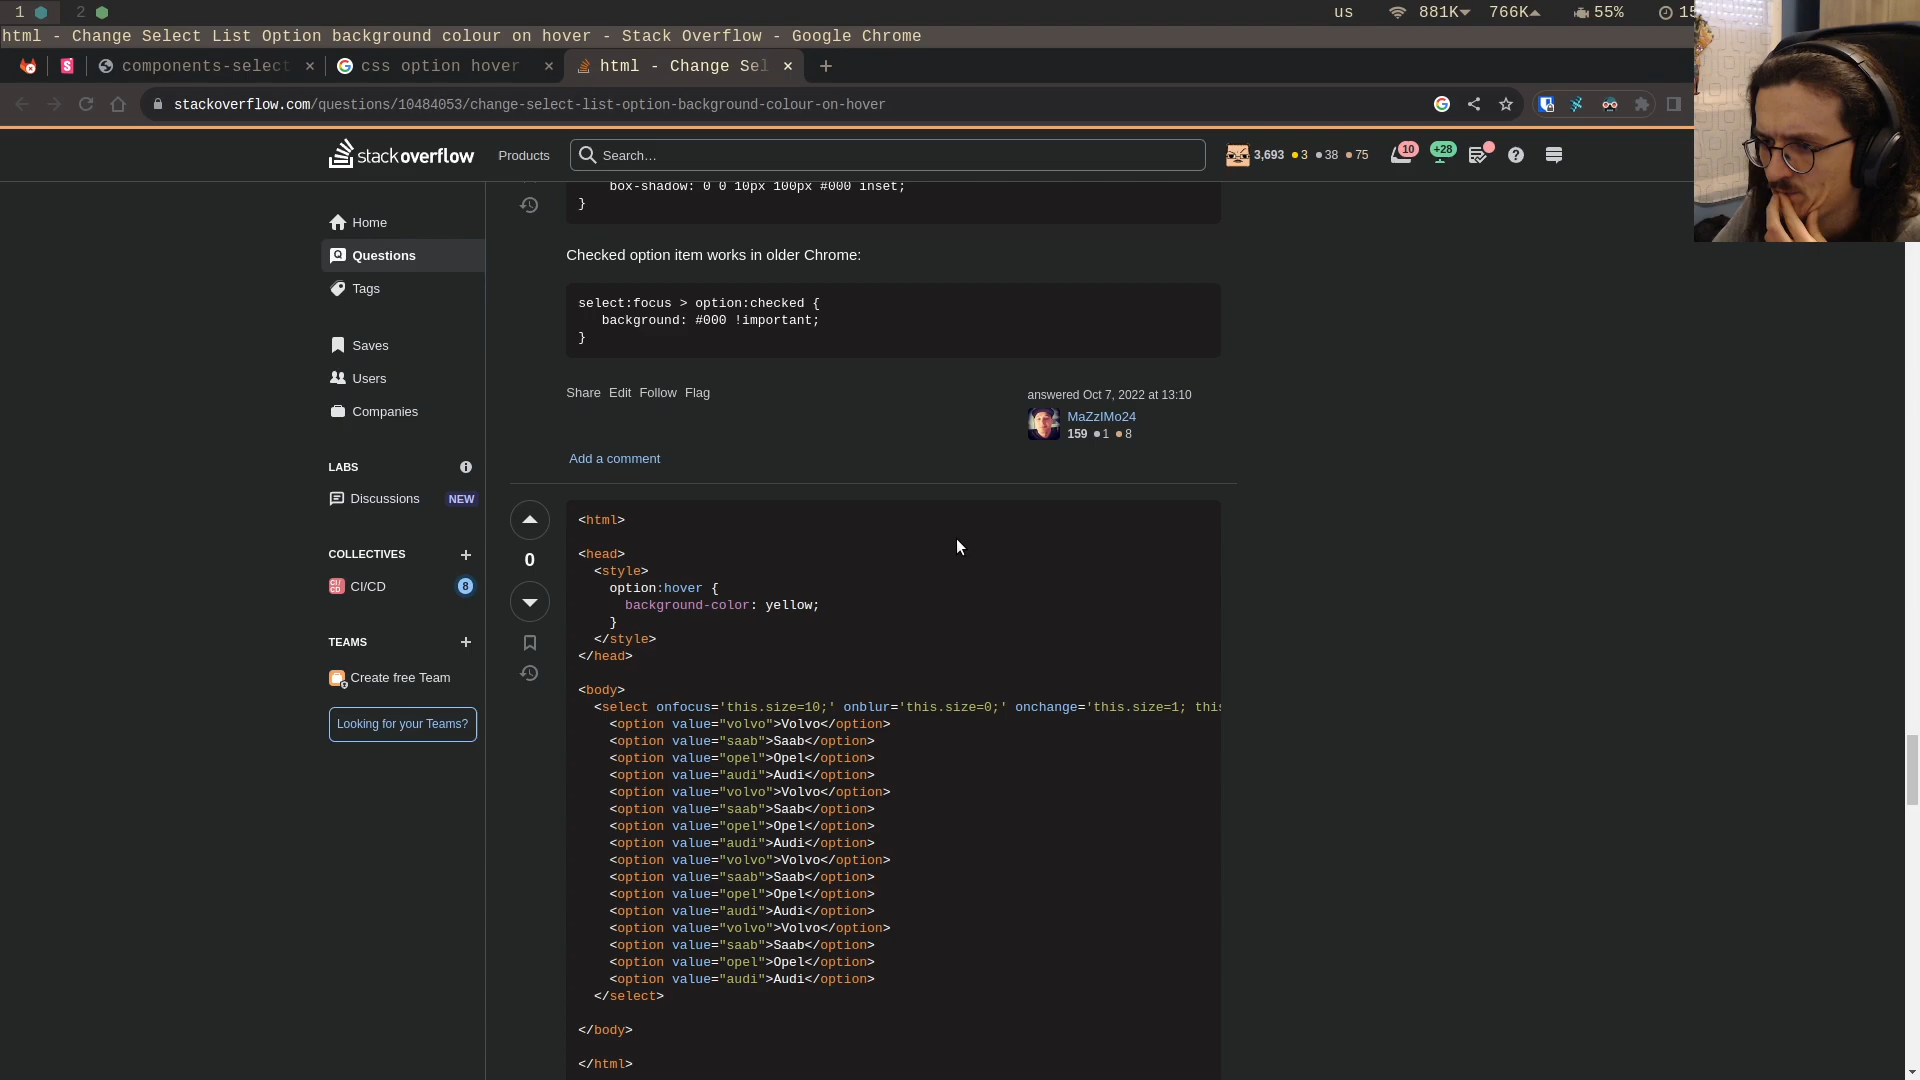 1 2 us 881K 766K 55% 15
html - Change Select List Option background colour on hover - Stack Overflow - Google Chrome
components-select css option hover html - Change Sel
stackoverflow.com/questions/10484053/change-select-list-option-background-colour-on-hover
stackoverflow Products Search… 3,693 3 38 75 10 +28
box-shadow: 0 0 10px 100px #000 inset;
}
Home
Questions
Tags
Saves
Users
Companies
LABS
Discussions NEW
COLLECTIVES
CI/CD 8
TEAMS
Create free Team
Looking for your Teams?
Checked option item works in older Chrome:
select:focus > option:checked {
background: #000 !important;
}
Share Edit Follow Flag
answered Oct 7, 2022 at 13:10
MaZzIMo24
159 1 8
Add a comment
0
<html>
<head>
<style>
option:hover {
background-color: yellow;
}
</style>
</head>
<body>
<select onfocus='this.size=10;' onblur='this.size=0;' onchange='this.size=1; this
<option value="volvo">Volvo</option>
<option value="saab">Saab</option>
<option value="opel">Opel</option>
<option value="audi">Audi</option>
<option value="volvo">Volvo</option>
<option value="saab">Saab</option>
<option value="opel">Opel</option>
<option value="audi">Audi</option>
<option value="volvo">Volvo</option>
<option value="saab">Saab</option>
<option value="opel">Opel</option>
<option value="audi">Audi</option>
<option value="volvo">Volvo</option>
<option value="saab">Saab</option>
<option value="opel">Opel</option>
<option value="audi">Audi</option>
</select>
</body>
</html>